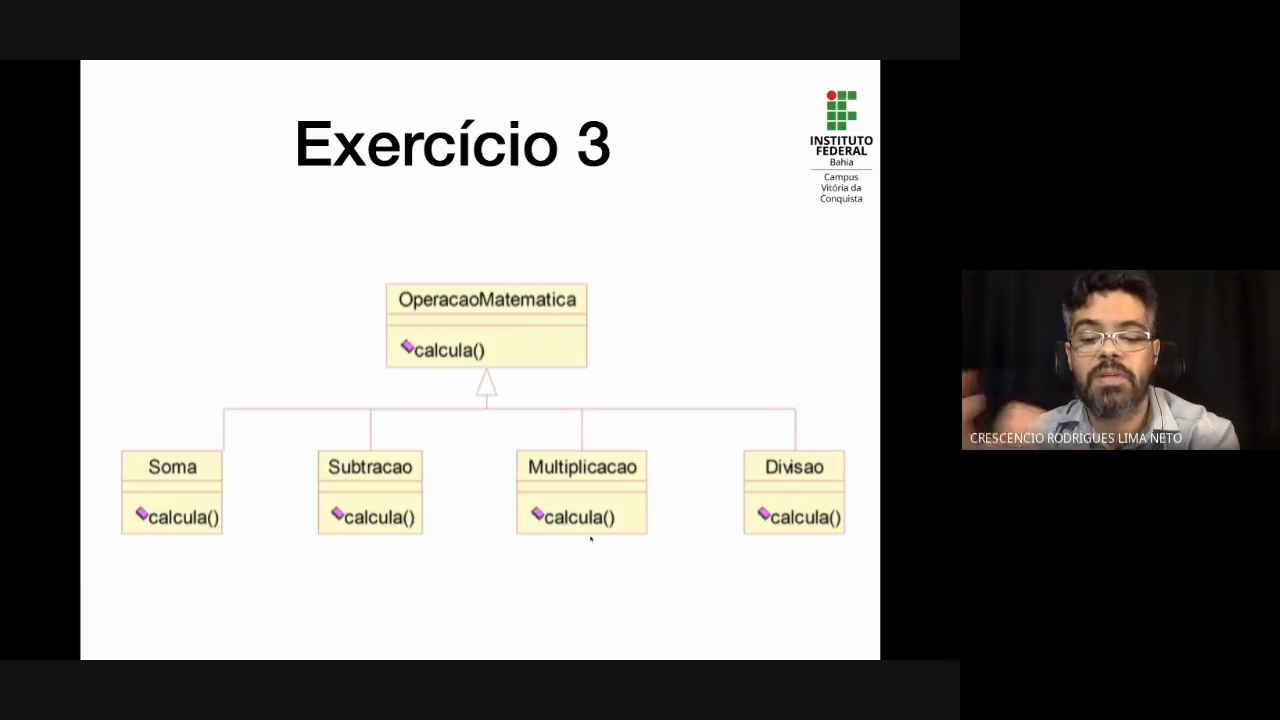 Exercício 3
INSTITUTO
FEDERAL
Bahia
Campus
Vitória da
Conquista
OperacaoMatematica
calcula()
Soma
calcula()
Subtracao
calcula()
Multiplicacao
calcula()
Divisao
calcula()
CRESCENCIO RODRIGUES LIMA NETO